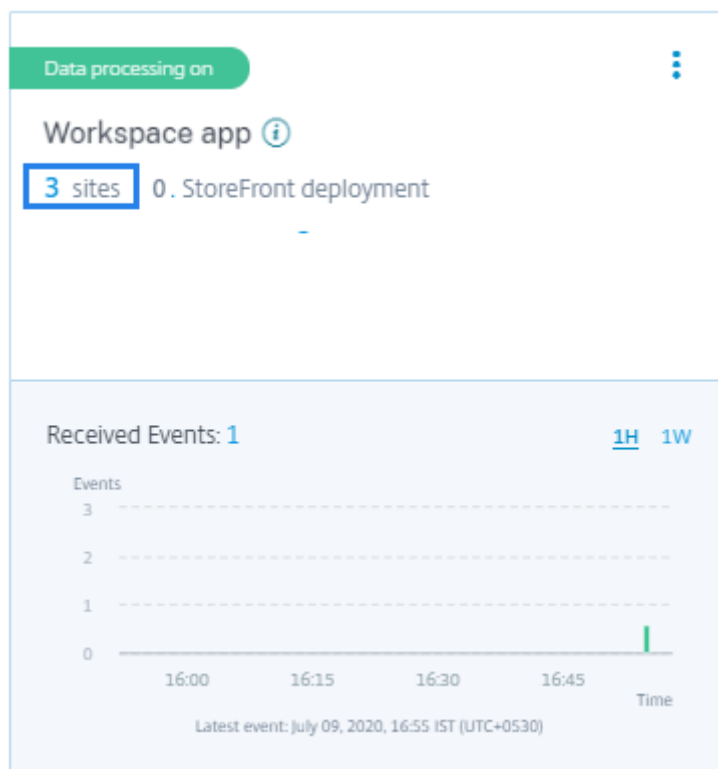 Data processing on
Workspace app
3 sites 0 . StoreFront deployment
Received Events: 1 1H 1W
Events
3
2
1
0
16:00 16:15 16:30 16:45
Time
Latest event: July 09, 2020, 16:55 IST (UTC+0530)